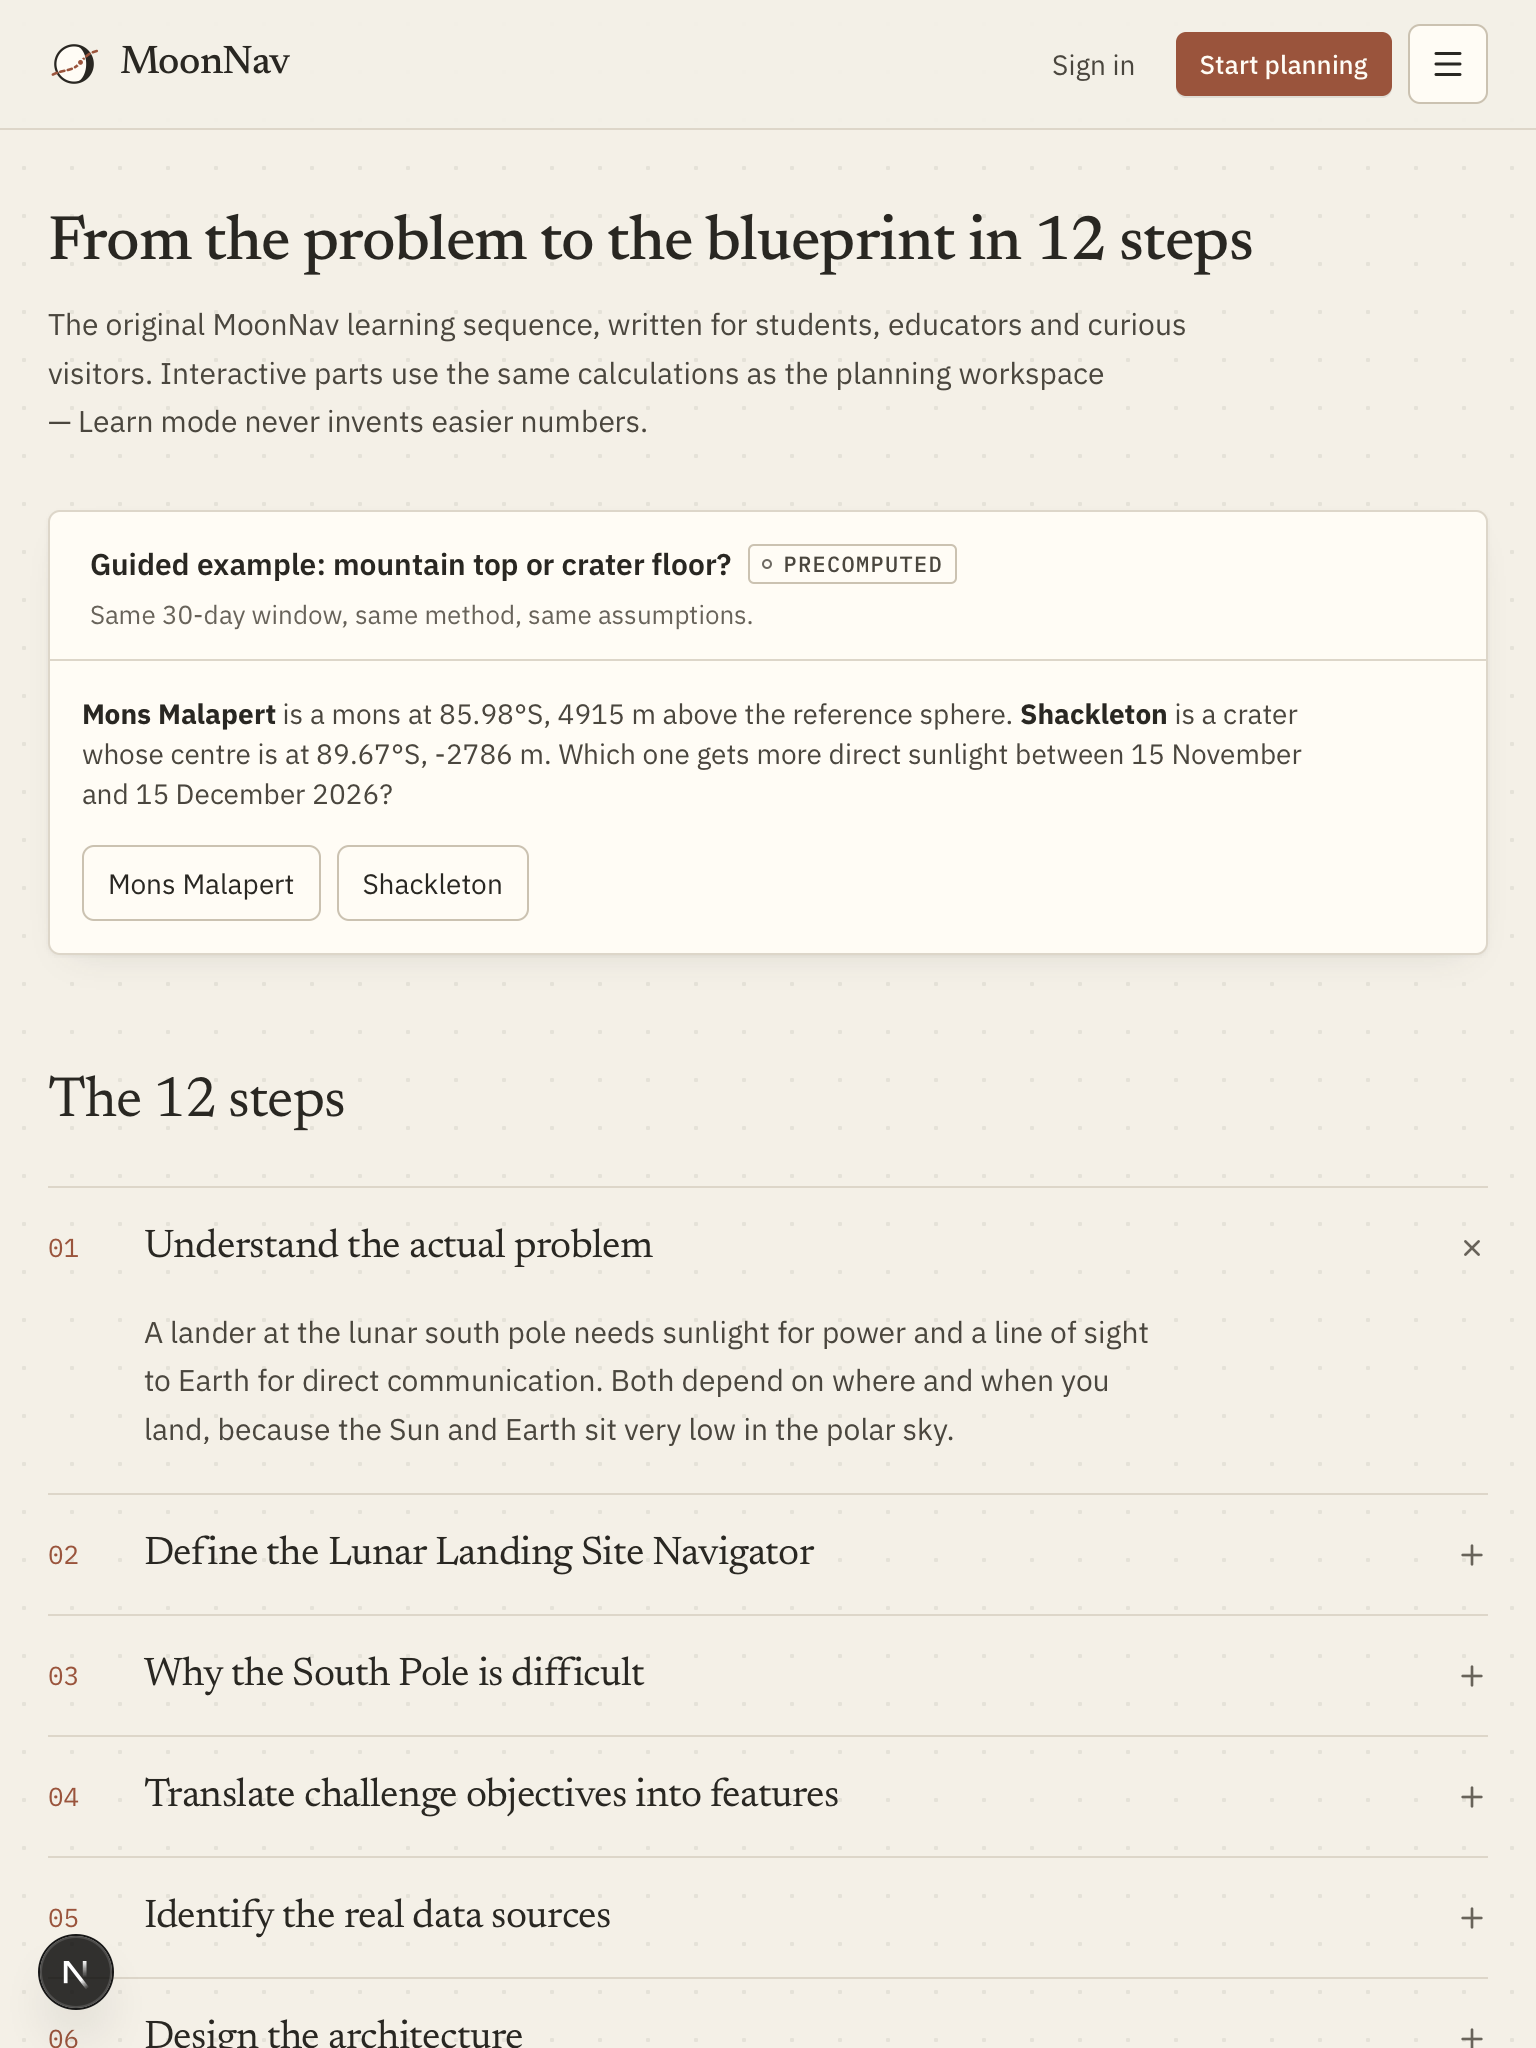 MoonNav
Sign in
Start planning
From the problem to the blueprint in 12 steps
The original MoonNav learning sequence, written for students, educators and curious
visitors. Interactive parts use the same calculations as the planning workspace
— Learn mode never invents easier numbers.
Guided example: mountain top or crater floor?
PRECOMPUTED
Same 30-day window, same method, same assumptions.
Mons Malapert is a mons at 85.98°S, 4915 m above the reference sphere. Shackleton is a crater
whose centre is at 89.67°S, -2786 m. Which one gets more direct sunlight between 15 November
and 15 December 2026?
Mons Malapert
Shackleton
The 12 steps
01 Understand the actual problem
A lander at the lunar south pole needs sunlight for power and a line of sight
to Earth for direct communication. Both depend on where and when you
land, because the Sun and Earth sit very low in the polar sky.
02 Define the Lunar Landing Site Navigator
03 Why the South Pole is difficult
04 Translate challenge objectives into features
05 Identify the real data sources
N
06 Design the architecture